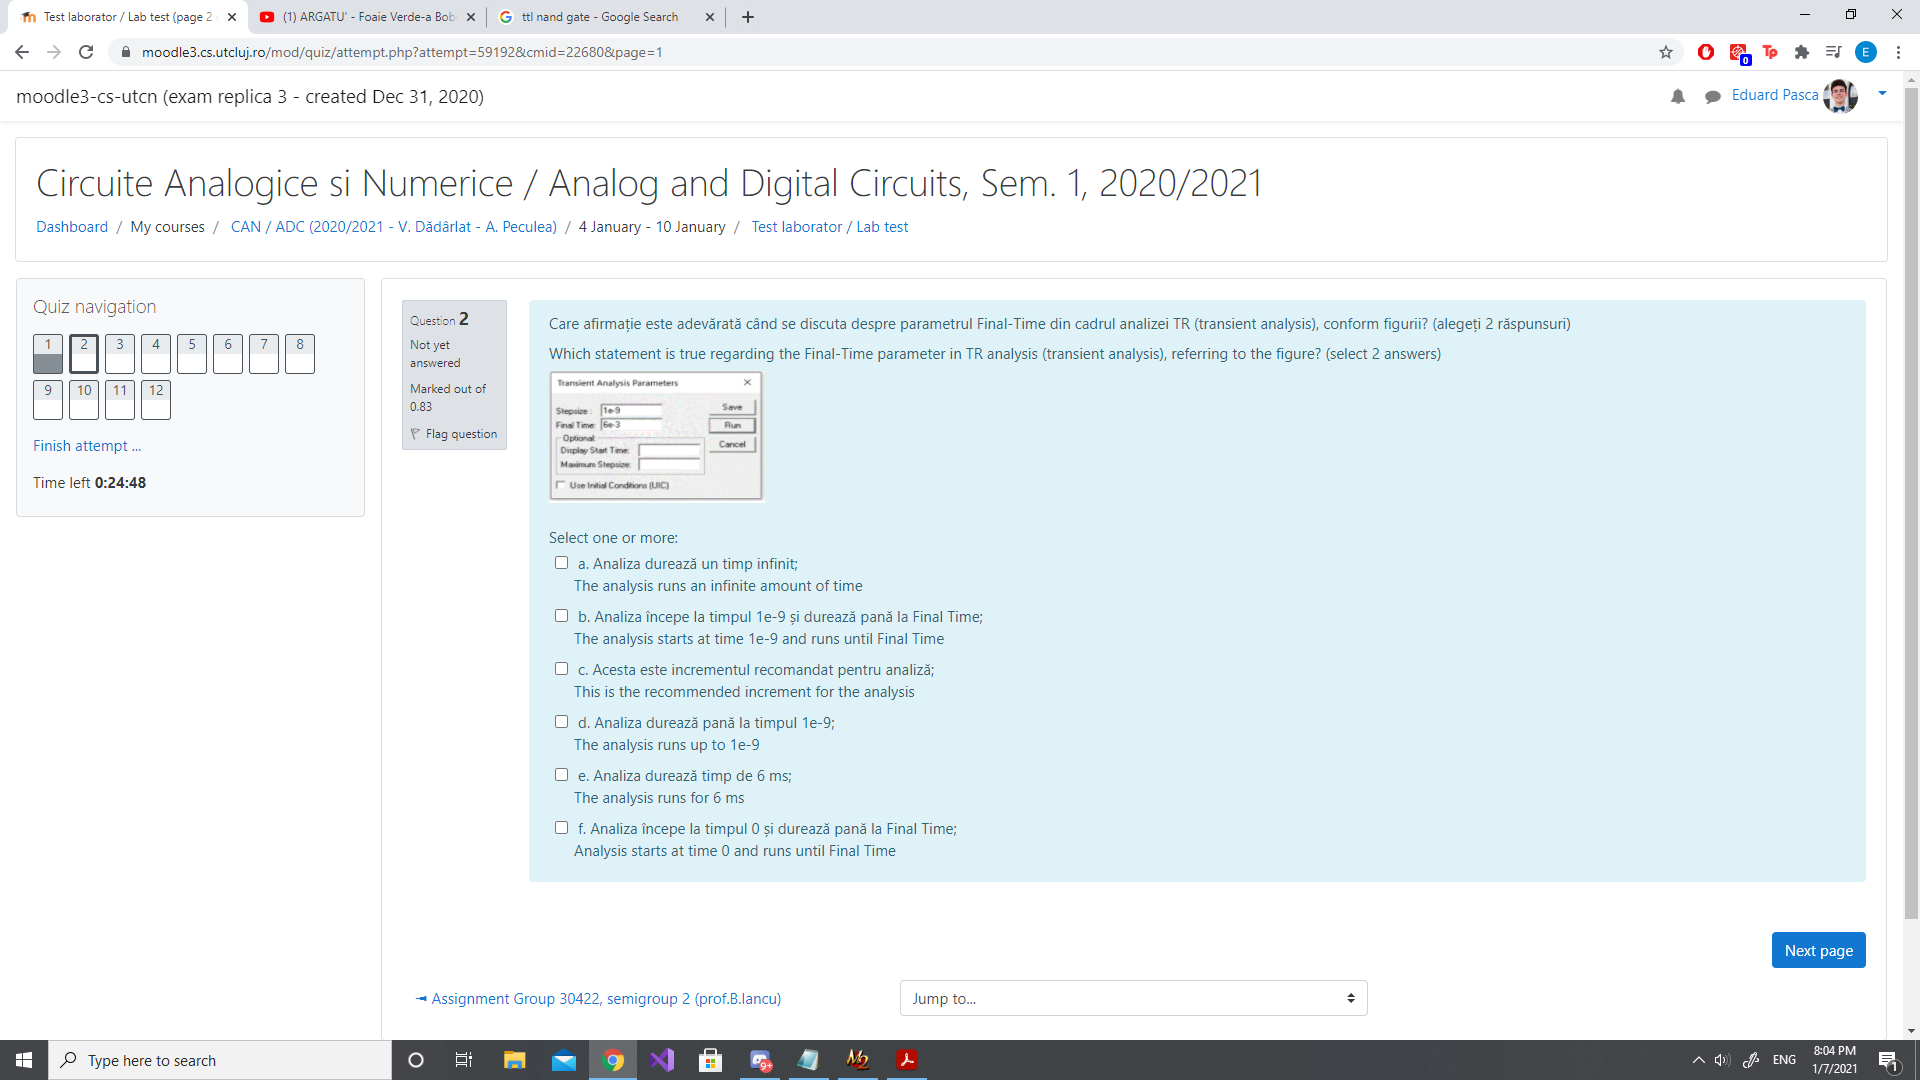 Test laborator / Lab test (page 2
(1) ARGATU' - Foaie Verde-a Bob
ttl nand gate - Google Search
moodle3.cs.utcluj.ro/mod/quiz/attempt.php?attempt=59192&cmid=22680&page=1
0
E
moodle3-cs-utcn (exam replica 3 - created Dec 31, 2020)
Eduard Pasca
Circuite Analogice si Numerice / Analog and Digital Circuits, Sem. 1, 2020/2021
Dashboard / My courses / CAN / ADC (2020/2021 - V. Dădârlat - A. Peculea) / 4 January - 10 January / Test laborator / Lab test
Quiz navigation
1 2 3 4 5 6 7 8
9 10 11 12
Finish attempt ...
Time left 0:24:48
Question 2
Not yet
answered
Marked out of
0.83
Flag question
Care afirmație este adevărată când se discuta despre parametrul Final-Time din cadrul analizei TR (transient analysis), conform figurii? (alegeți 2 răspunsuri)
Which statement is true regarding the Final-Time parameter in TR analysis (transient analysis), referring to the figure? (select 2 answers)
Transient Analysis Parameters
Stepsize : 1e-9 Save
Final Time: 6e-3 Run
Optional:
Display Start Time: Cancel
Maximum Stepsize:
Use Initial Conditions (UIC)
Select one or more:
a. Analiza durează un timp infinit;
The analysis runs an infinite amount of time
b. Analiza începe la timpul 1e-9 și durează pană la Final Time;
The analysis starts at time 1e-9 and runs until Final Time
c. Acesta este incrementul recomandat pentru analiză;
This is the recommended increment for the analysis
d. Analiza durează pană la timpul 1e-9;
The analysis runs up to 1e-9
e. Analiza durează timp de 6 ms;
The analysis runs for 6 ms
f. Analiza începe la timpul 0 și durează pană la Final Time;
Analysis starts at time 0 and runs until Final Time
Next page
◄ Assignment Group 30422, semigroup 2 (prof.B.Iancu)
Jump to...
Type here to search
9+
ENG
8:04 PM
1/7/2021
1